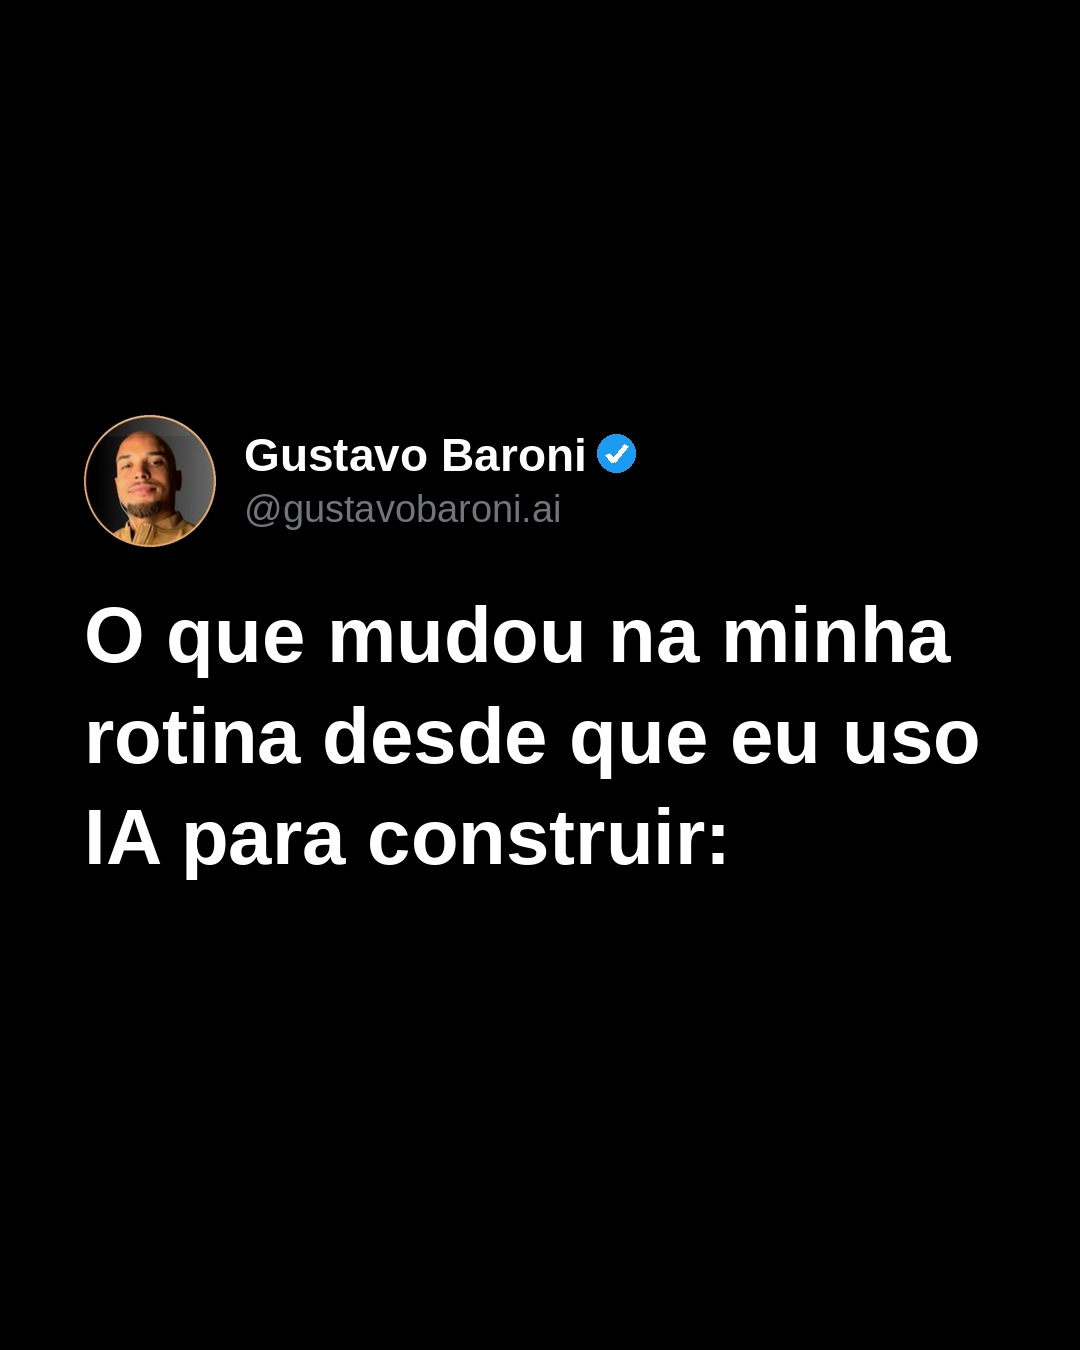 Gustavo Baroni
@gustavobaroni.ai
O que mudou na minha
rotina desde que eu uso
IA para construir: